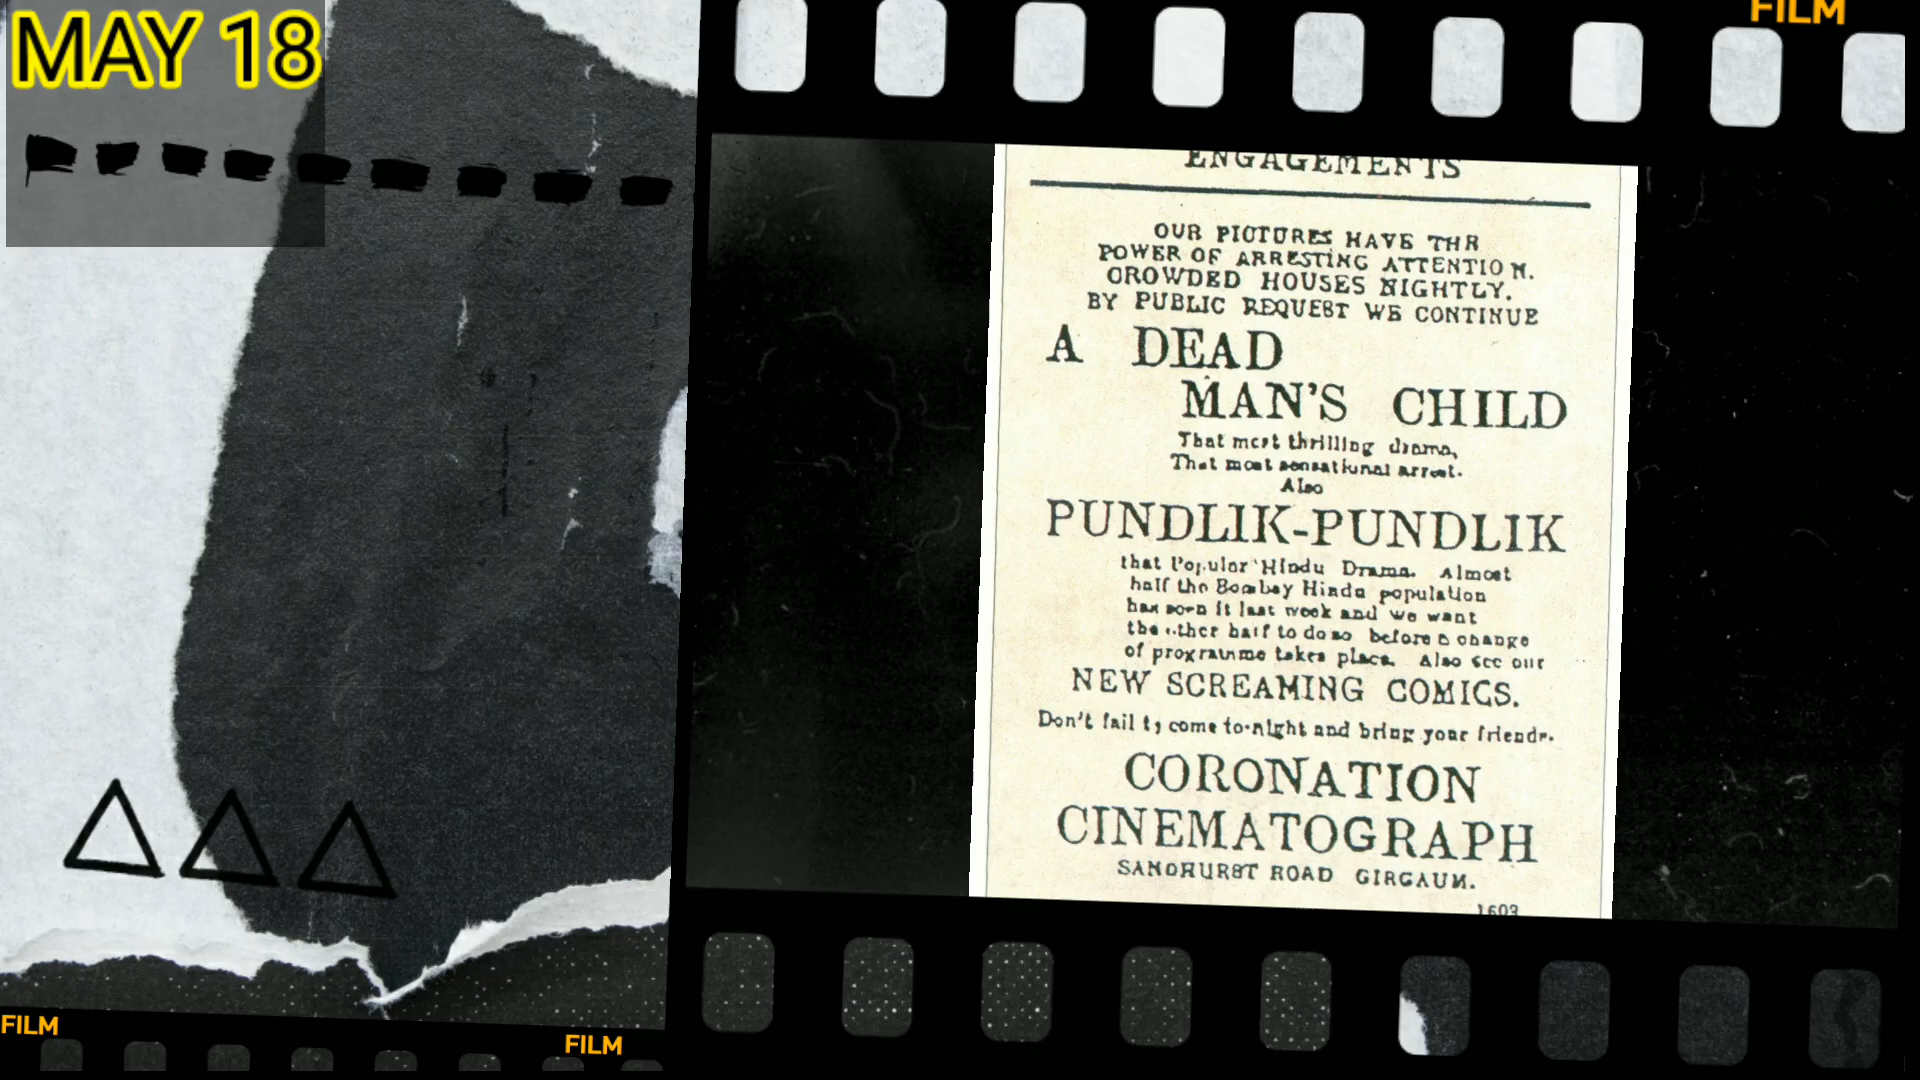 MAY 18
FILM
ENGAGEMENTS
OUR PICTURES HAVE THR
POWER OF ARRESTING ATTENTION.
CROWDED HOUSES NIGHTLY.
BY PUBLIC REQUEST WE CONTINUE
A DEAD
MAN'S CHILD
That most thrilling drama,
That most sensational arrest.
Also
PUNDLIK-PUNDLIK
that Popular Hindu Drama. Almost
half the Bombay Hindu population
has seen it last week and we want
the other half to do so before a change
of programme takes place. Also see our
NEW SCREAMING COMICS.
Don't fail to come to-night and bring your friends.
CORONATION
CINEMATOGRAPH
SANDHURST ROAD GIRGAUM.
1603
FILM
FILM